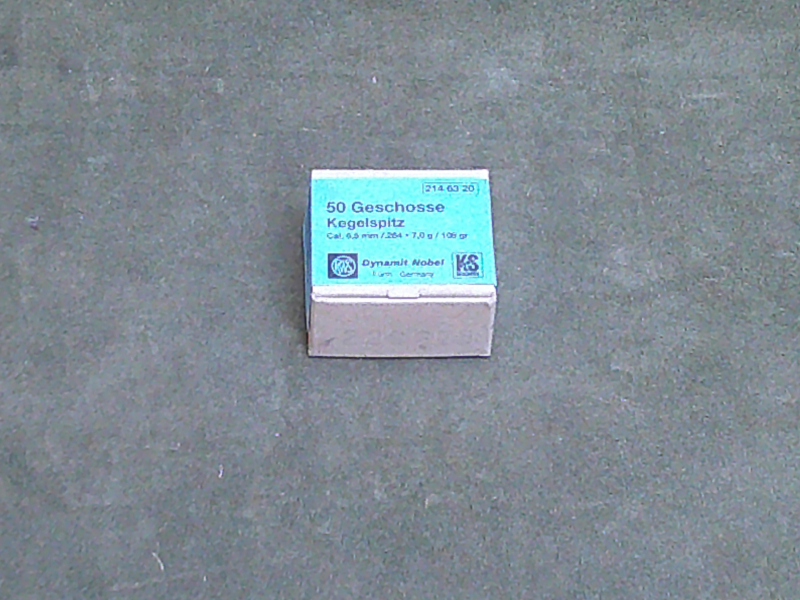 214 63 20
50 Geschosse
Kegelspitz
Cal. 6,5 mm /.264 • 7,0 g / 108 gr
RWS
Dynamit Nobel
Germany
KS